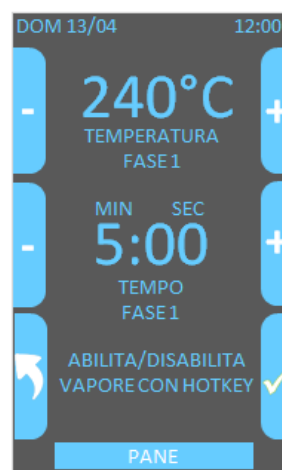 DOM 13/04 12:00
- 240°C +
TEMPERATURA
FASE 1
MIN SEC
- 5:00 +
TEMPO
FASE 1
ABILITA/DISABILITA
VAPORE CON HOTKEY
PANE